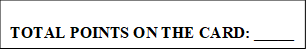 TOTAL POINTS ON THE CARD: _____